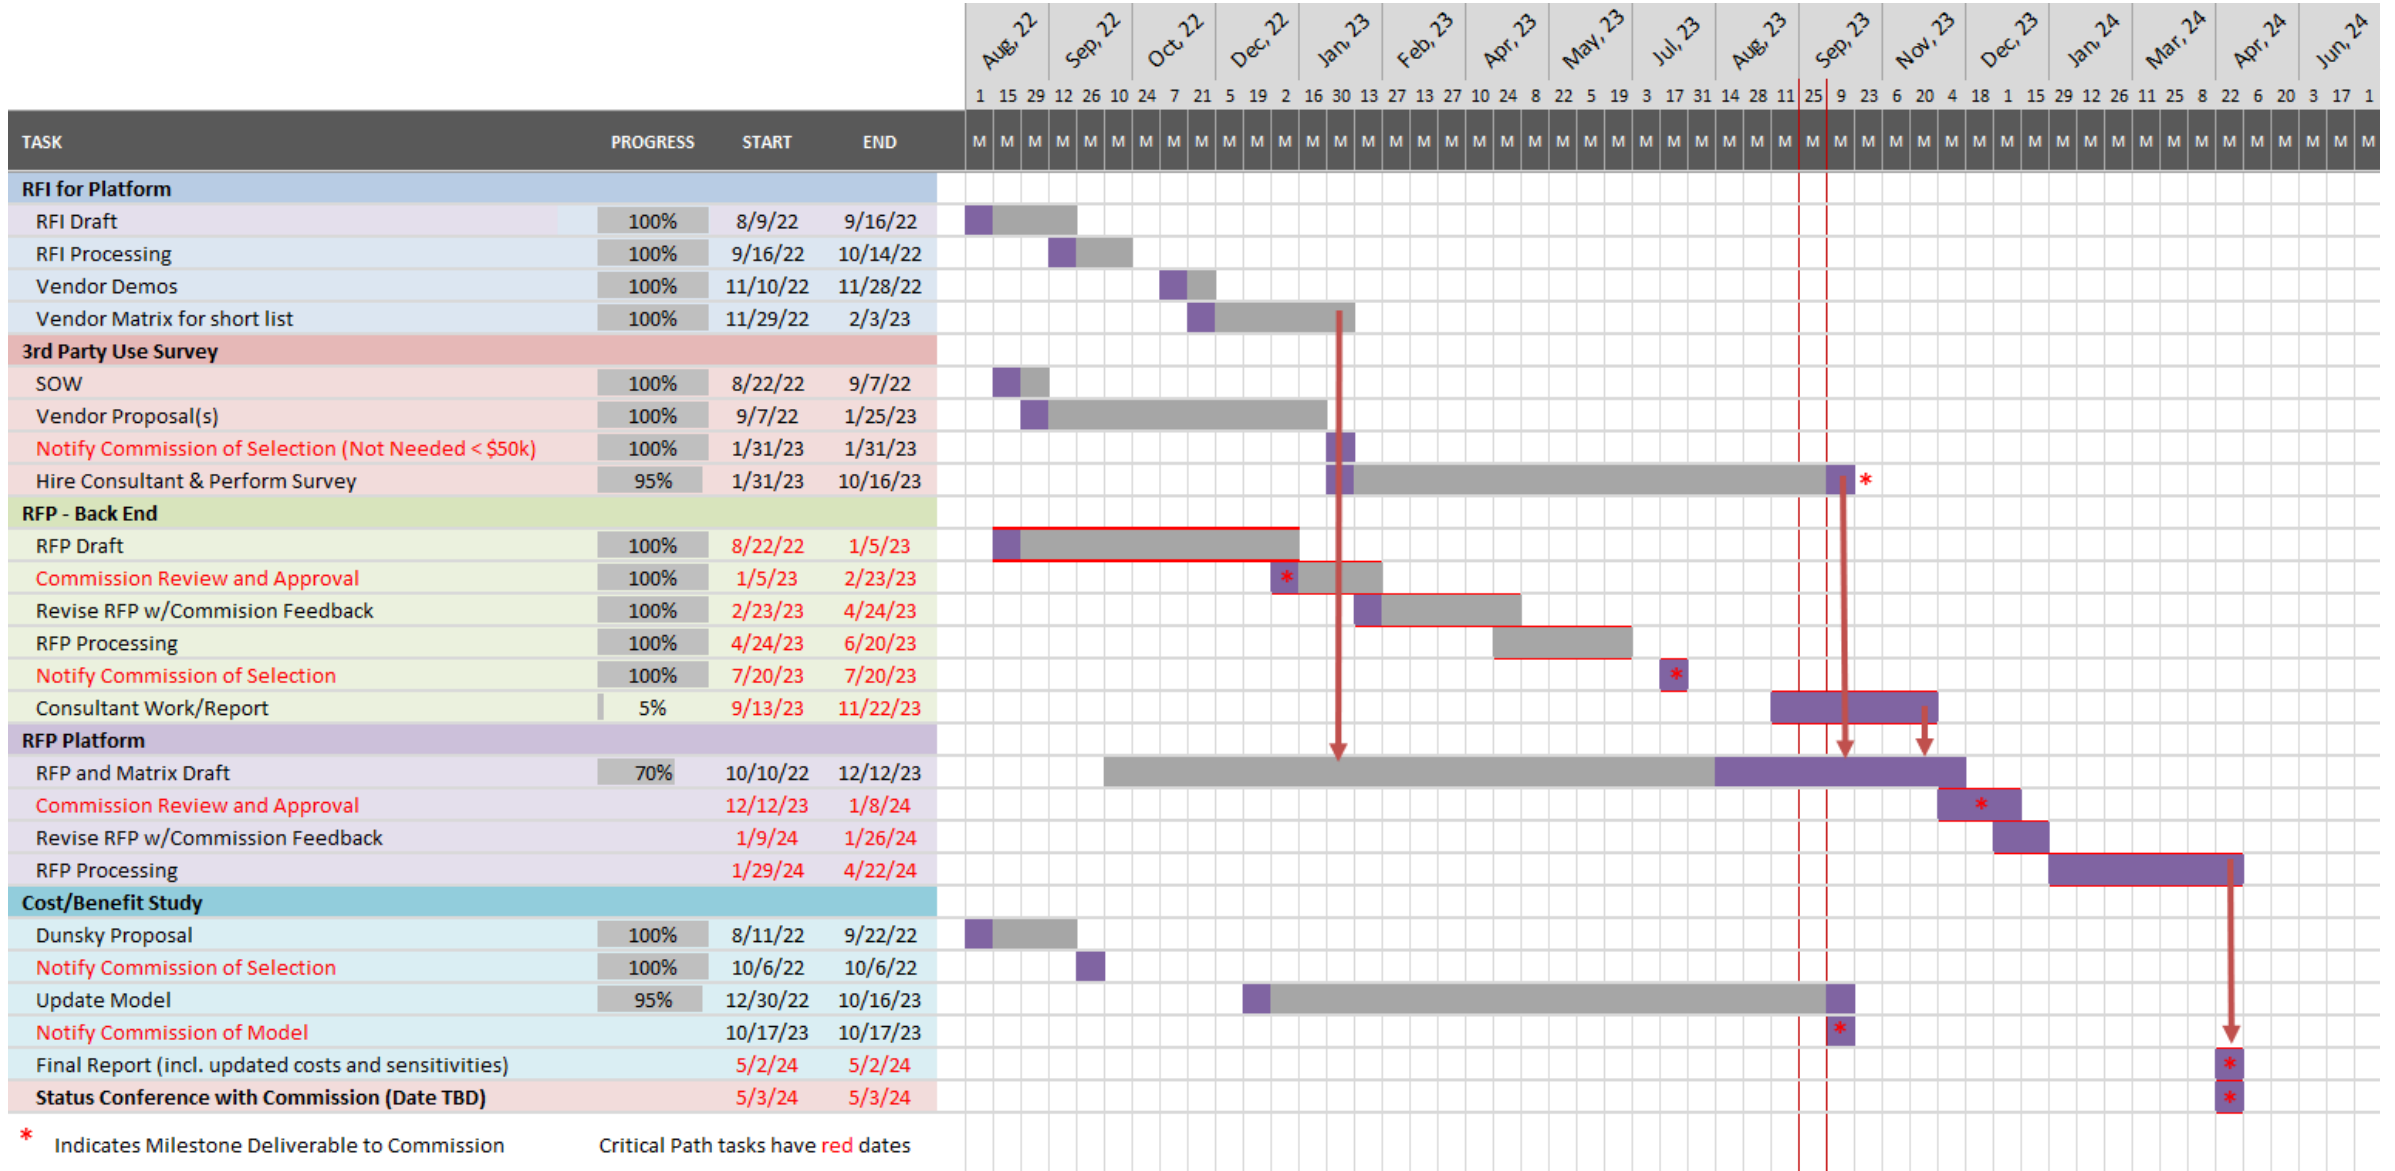 Aug, 22 Sep, 22 Oct, 22 Dec, 22 Jan, 23 Feb, 23 Apr, 23 May, 23 Jul, 23 Aug, 23 Sep, 23 Nov, 23 Dec, 23 Jan, 24 Mar, 24 Apr, 24 Jun, 24
1 15 29 12 26 10 24 7 21 5 19 2 16 30 13 27 13 27 10 24 8 22 5 19 3 17 31 14 28 11 25 9 23 6 20 4 18 1 15 29 12 26 11 25 8 22 6 20 3 17 1
TASK PROGRESS START END M M M M M M M M M M M M M M M M M M M M M M M M M M M M M M M M M M M M M M M M M M M M M M M M M M M
RFI for Platform
RFI Draft 100% 8/9/22 9/16/22
RFI Processing 100% 9/16/22 10/14/22
Vendor Demos 100% 11/10/22 11/28/22
Vendor Matrix for short list 100% 11/29/22 2/3/23
3rd Party Use Survey
SOW 100% 8/22/22 9/7/22
Vendor Proposal(s) 100% 9/7/22 1/25/23
Notify Commission of Selection (Not Needed < $50k) 100% 1/31/23 1/31/23
Hire Consultant & Perform Survey 95% 1/31/23 10/16/23 *
RFP - Back End
RFP Draft 100% 8/22/22 1/5/23
Commission Review and Approval 100% 1/5/23 2/23/23 *
Revise RFP w/Commision Feedback 100% 2/23/23 4/24/23
RFP Processing 100% 4/24/23 6/20/23
Notify Commission of Selection 100% 7/20/23 7/20/23 *
Consultant Work/Report 5% 9/13/23 11/22/23
RFP Platform
RFP and Matrix Draft 70% 10/10/22 12/12/23
Commission Review and Approval 12/12/23 1/8/24 *
Revise RFP w/Commission Feedback 1/9/24 1/26/24
RFP Processing 1/29/24 4/22/24
Cost/Benefit Study
Dunsky Proposal 100% 8/11/22 9/22/22
Notify Commission of Selection 100% 10/6/22 10/6/22
Update Model 95% 12/30/22 10/16/23
Notify Commission of Model 10/17/23 10/17/23 *
Final Report (incl. updated costs and sensitivities) 5/2/24 5/2/24 *
Status Conference with Commission (Date TBD) 5/3/24 5/3/24 *
* Indicates Milestone Deliverable to Commission Critical Path tasks have red dates